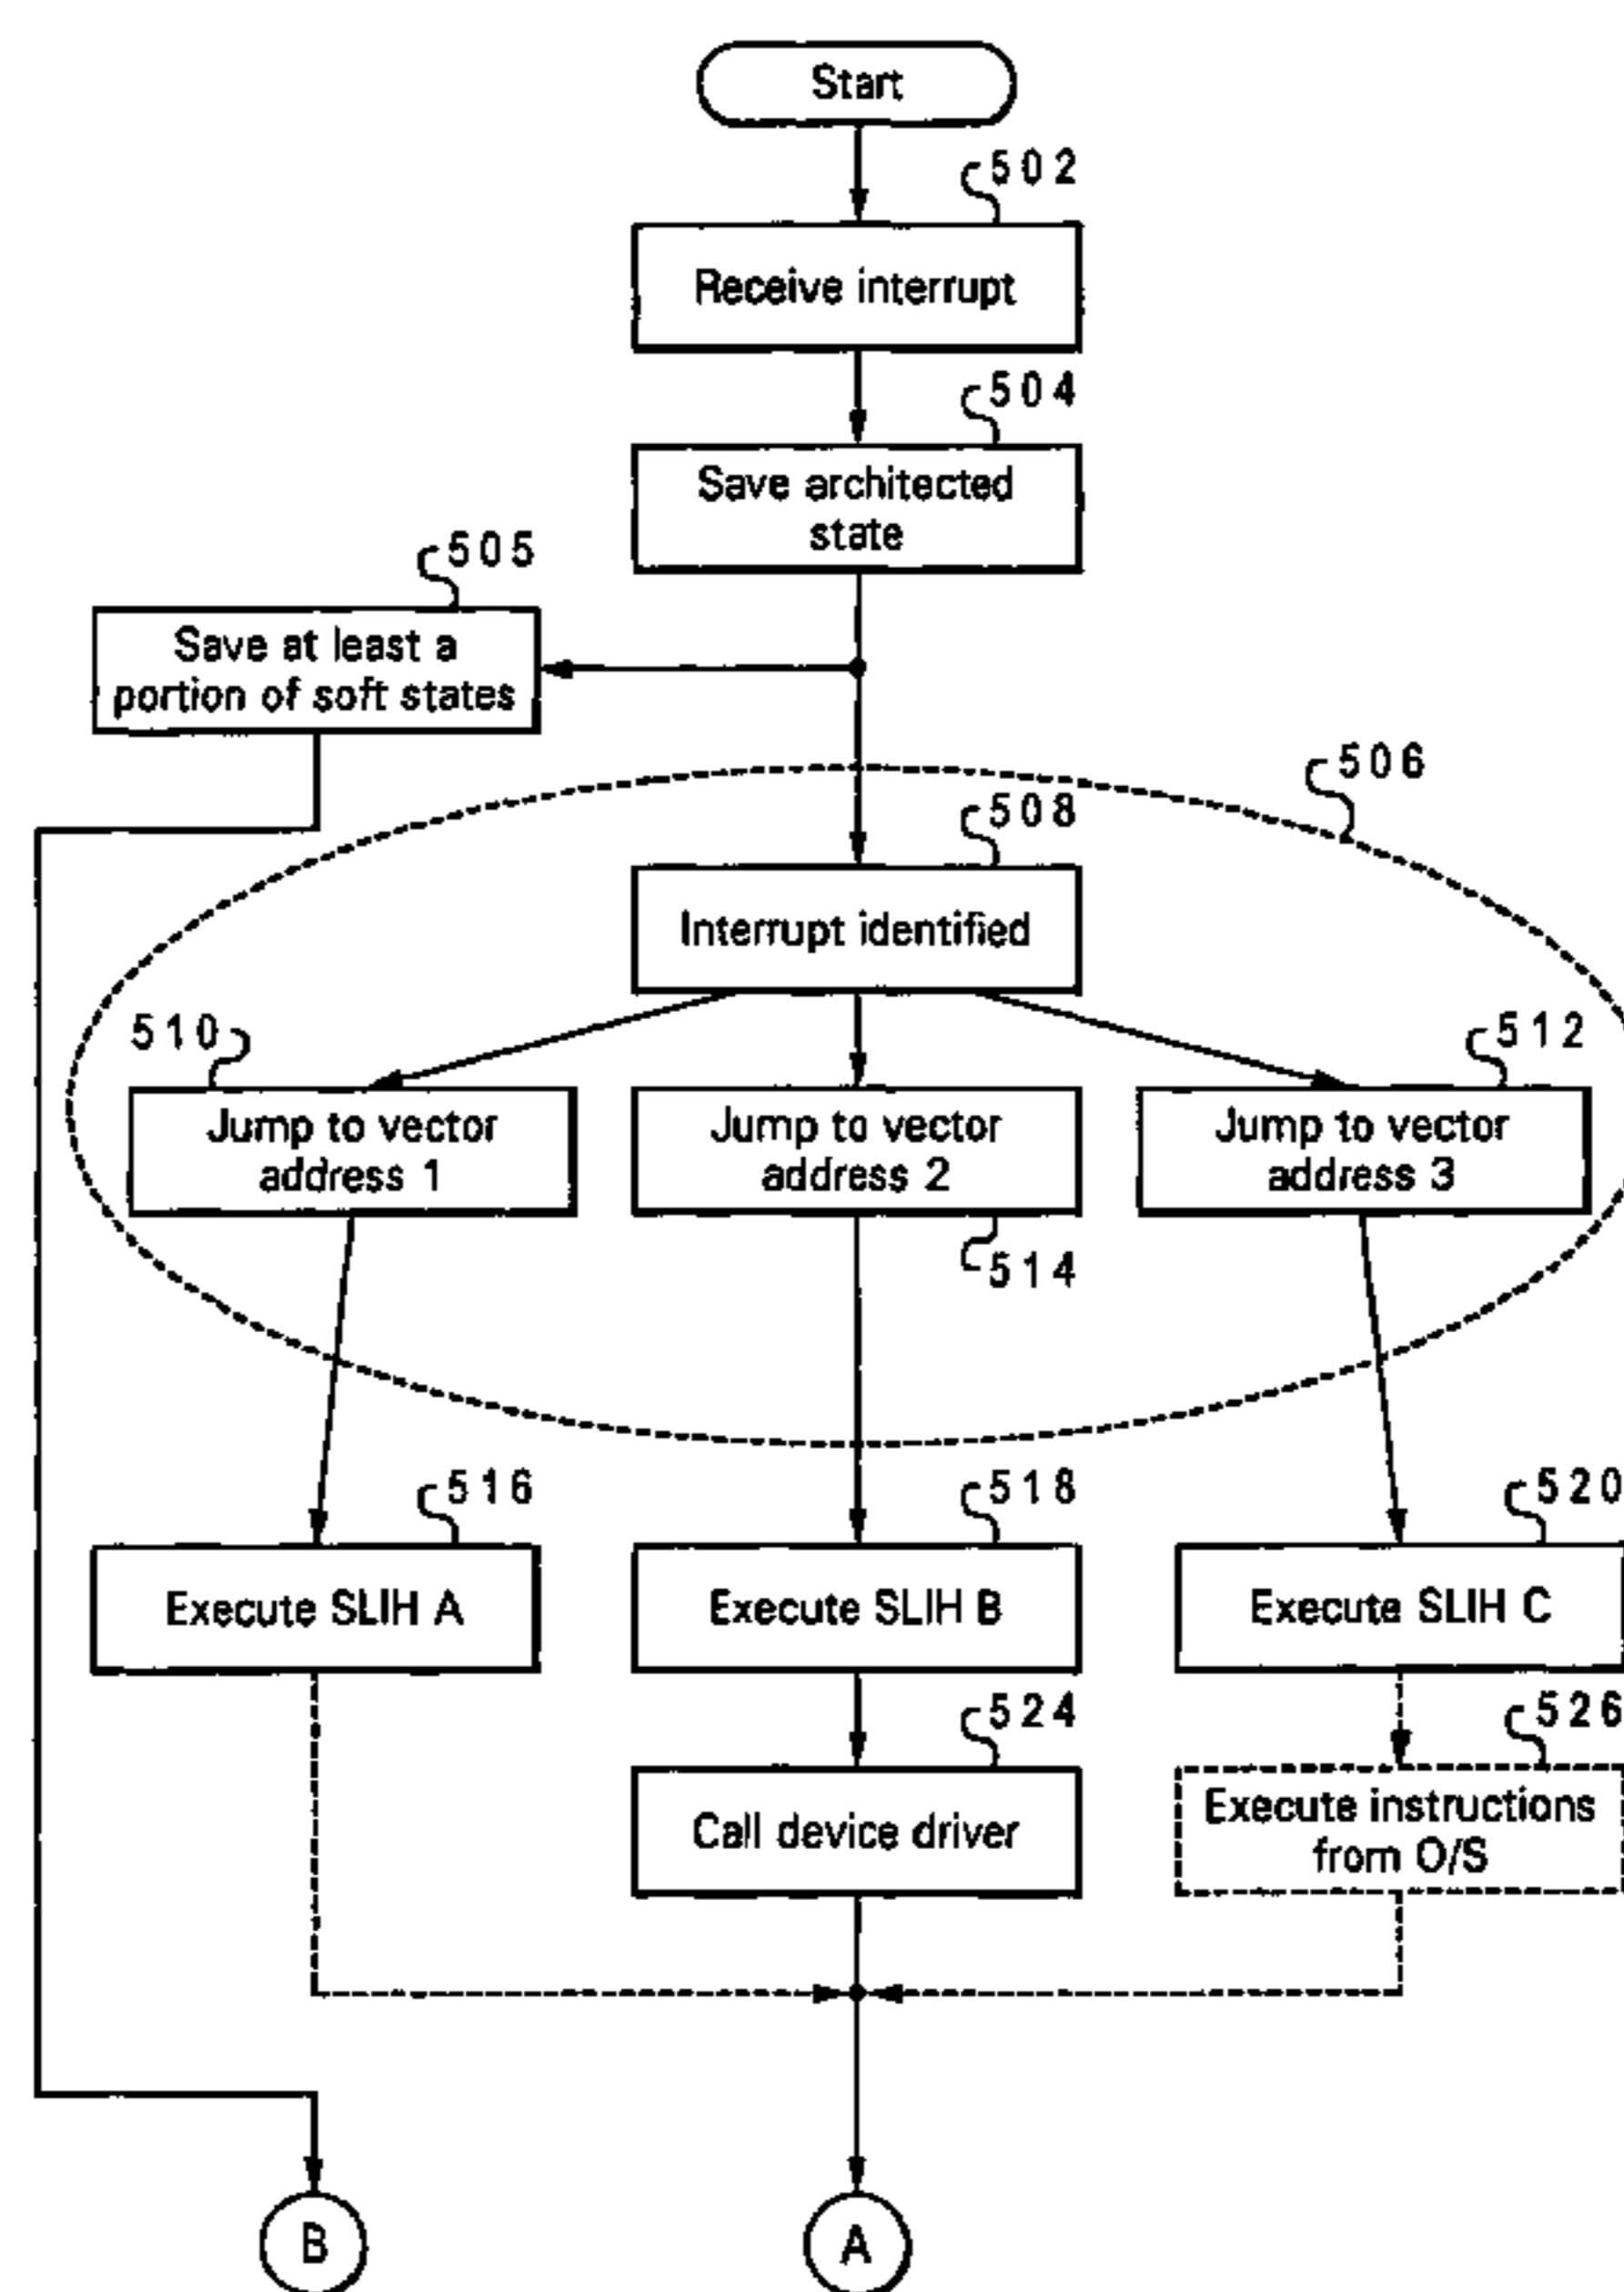 Start
502
Receive interrupt
504
Save architected
state
505
Save at least a
portion of soft states
506
508
Interrupt identified
510
512
Jump to vector
address 1
Jump to vector
address 2
Jump to vector
address 3
514
516
518
520
Execute SLIH A
Execute SLIH B
Execute SLIH C
524
526
Call device driver
Execute instructions
from O/S
B
A